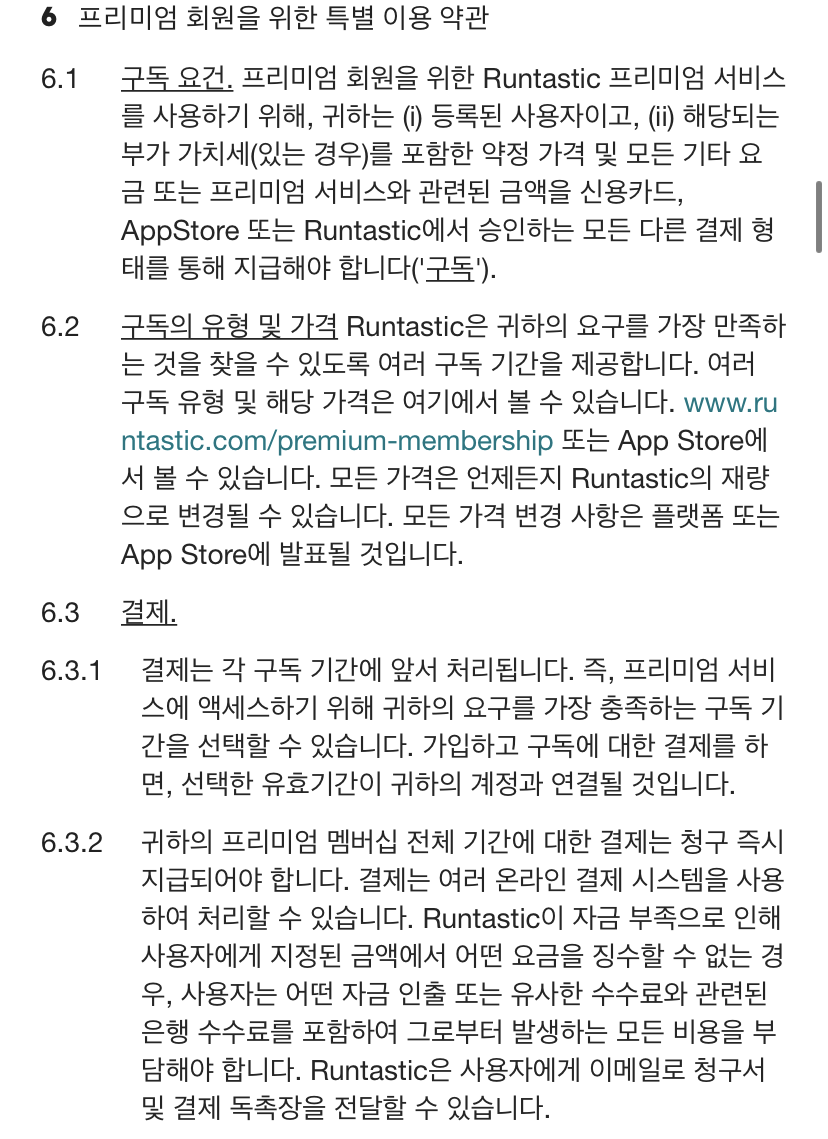 6 프리미엄 회원을 위한 특별 이용 약관
6.1 구독 요건. 프리미엄 회원을 위한 Runtastic 프리미엄 서비스
를 사용하기 위해, 귀하는 (i) 등록된 사용자이고, (ii) 해당되는
부가 가치세(있는 경우)를 포함한 약정 가격 및 모든 기타 요
금 또는 프리미엄 서비스와 관련된 금액을 신용카드,
AppStore 또는 Runtastic에서 승인하는 모든 다른 결제 형
태를 통해 지급해야 합니다('구독').
6.2 구독의 유형 및 가격 Runtastic은 귀하의 요구를 가장 만족하
는 것을 찾을 수 있도록 여러 구독 기간을 제공합니다. 여러
구독 유형 및 해당 가격은 여기에서 볼 수 있습니다. www.ru
ntastic.com/premium-membership 또는 App Store에
서 볼 수 있습니다. 모든 가격은 언제든지 Runtastic의 재량
으로 변경될 수 있습니다. 모든 가격 변경 사항은 플랫폼 또는
App Store에 발표될 것입니다.
6.3 결제.
6.3.1 결제는 각 구독 기간에 앞서 처리됩니다. 즉, 프리미엄 서비
스에 액세스하기 위해 귀하의 요구를 가장 충족하는 구독 기
간을 선택할 수 있습니다. 가입하고 구독에 대한 결제를 하
면, 선택한 유효기간이 귀하의 계정과 연결될 것입니다.
6.3.2 귀하의 프리미엄 멤버십 전체 기간에 대한 결제는 청구 즉시
지급되어야 합니다. 결제는 여러 온라인 결제 시스템을 사용
하여 처리할 수 있습니다. Runtastic이 자금 부족으로 인해
사용자에게 지정된 금액에서 어떤 요금을 징수할 수 없는 경
우, 사용자는 어떤 자금 인출 또는 유사한 수수료와 관련된
은행 수수료를 포함하여 그로부터 발생하는 모든 비용을 부
담해야 합니다. Runtastic은 사용자에게 이메일로 청구서
및 결제 독촉장을 전달할 수 있습니다.